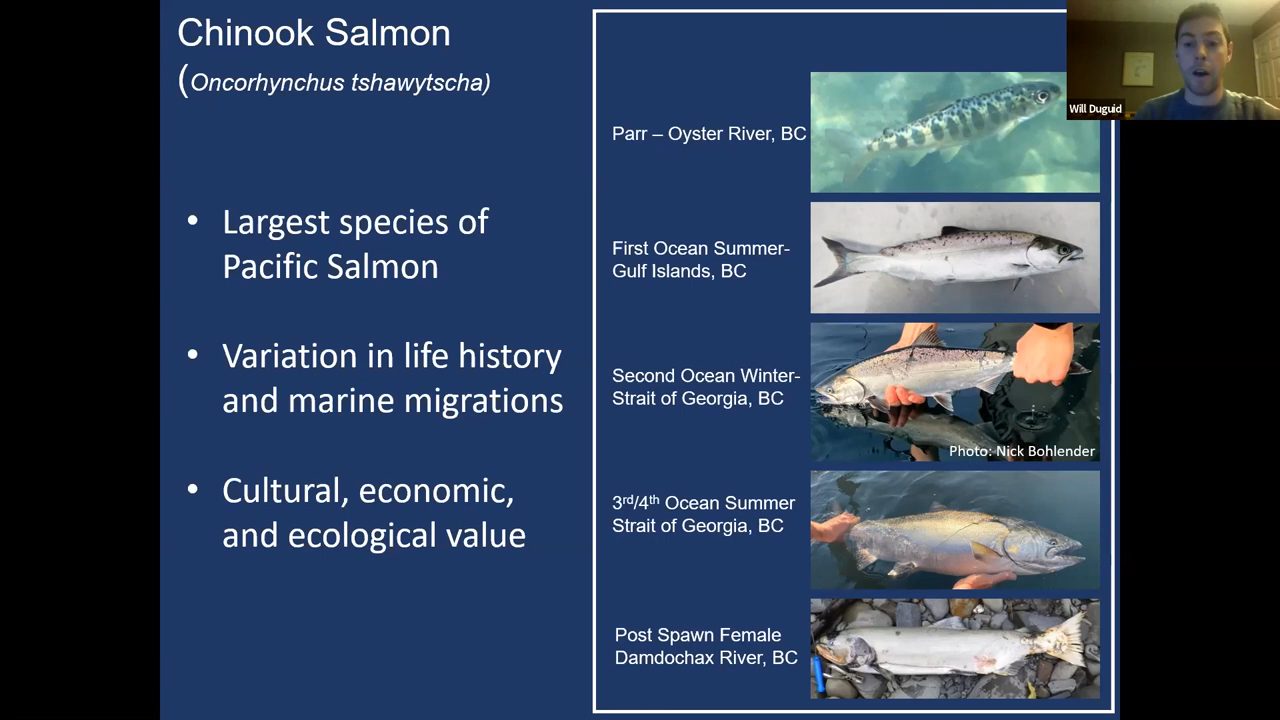 Chinook Salmon
(Oncorhynchus tshawytscha)
• Largest species of
Pacific Salmon
• Variation in life history
and marine migrations
• Cultural, economic,
and ecological value
Parr – Oyster River, BC
First Ocean Summer-
Gulf Islands, BC
Second Ocean Winter-
Strait of Georgia, BC
Photo: Nick Bohlender
3rd/4th Ocean Summer
Strait of Georgia, BC
Post Spawn Female
Damdochax River, BC
Will Duguid